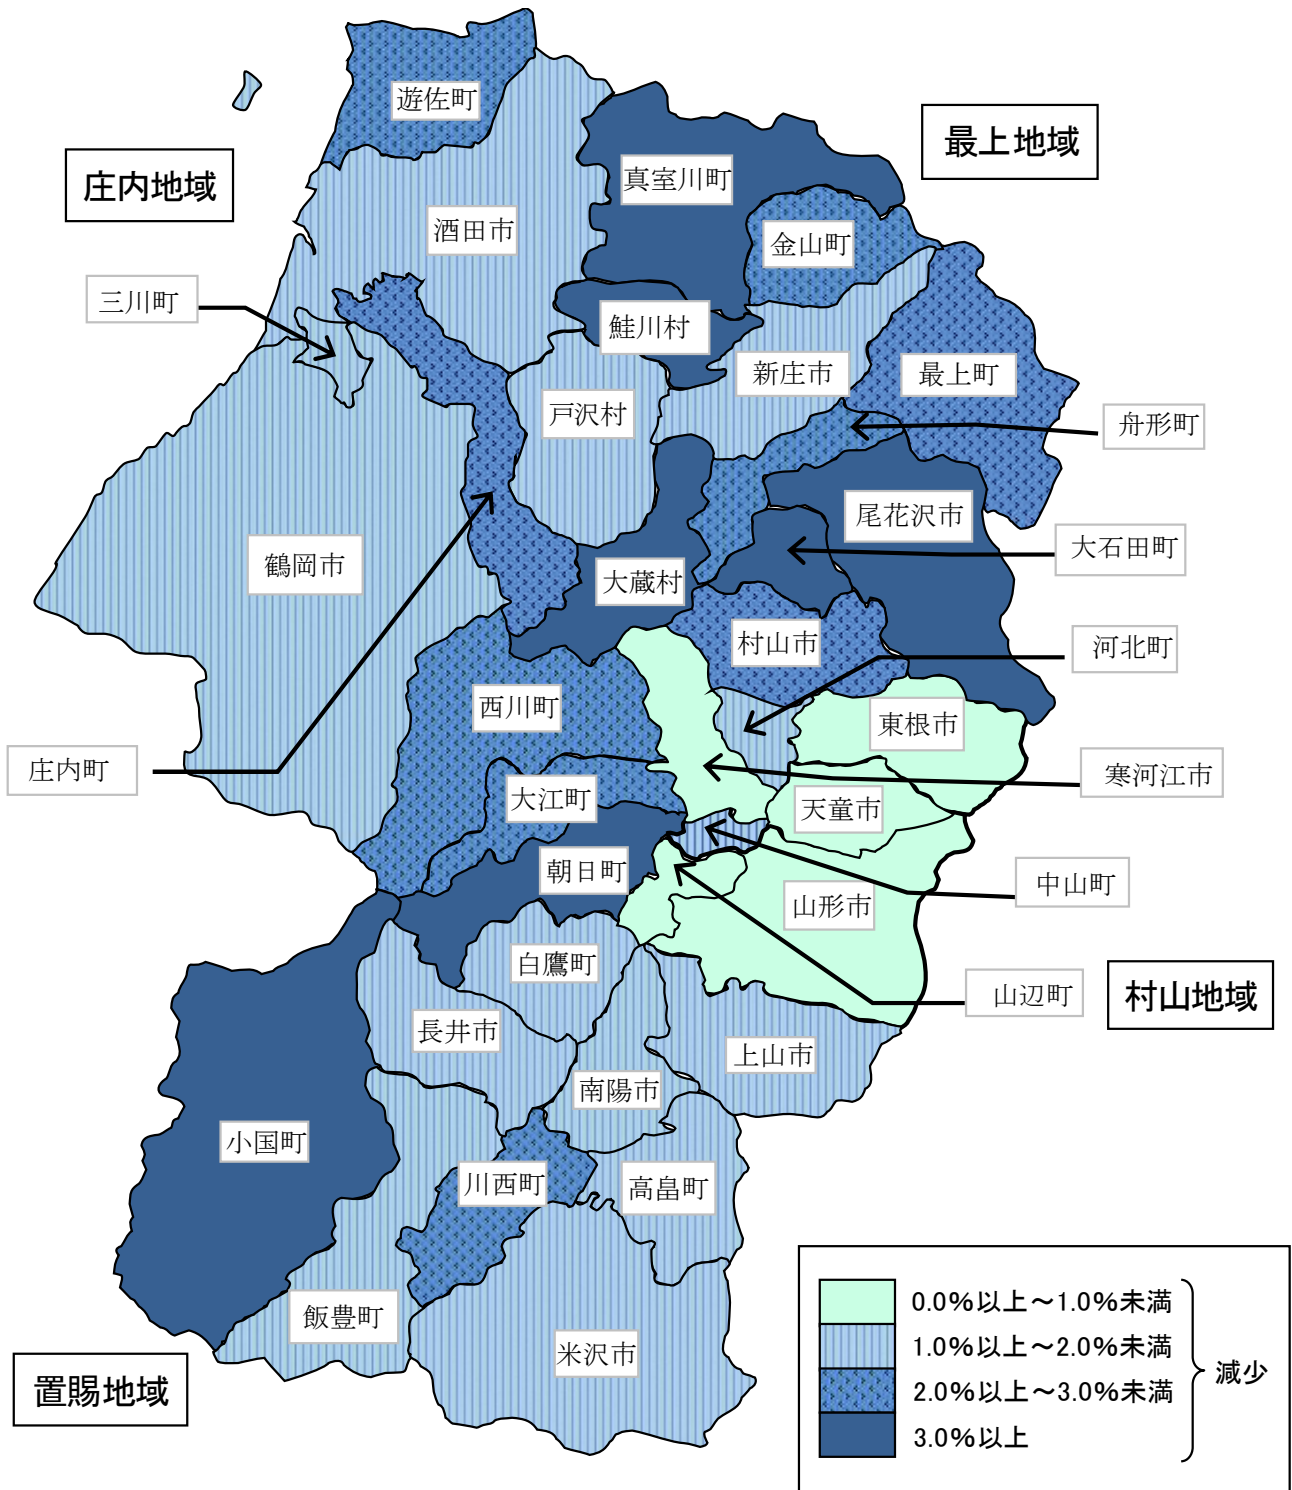 遊佐町
最上地域
庄内地域
真室川町
酒田市
金山町
三川町
鮭川村
新庄市
最上町
戸沢村
舟形町
尾花沢市
大石田町
鶴岡市
大蔵村
村山市
河北町
西川町
東根市
庄内町
寒河江市
大江町
天童市
朝日町
中山町
山形市
白鷹町
山辺町
村山地域
長井市
上山市
南陽市
小国町
川西町
高畠町
飯豊町
米沢市
置賜地域
0.0%以上～1.0%未満
1.0%以上～2.0%未満
2.0%以上～3.0%未満
3.0%以上
減少